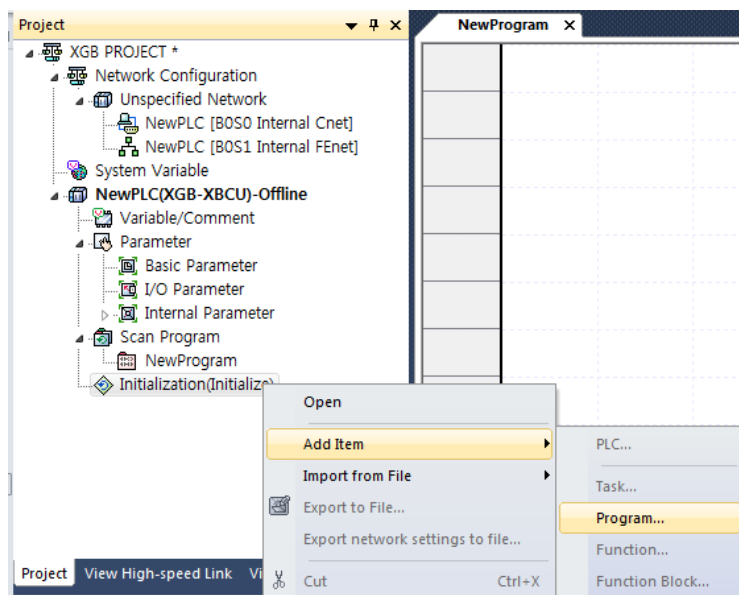 Project
NewProgram
XGB PROJECT *
Network Configuration
Unspecified Network
NewPLC [B0S0 Internal Cnet]
NewPLC [B0S1 Internal FEnet]
System Variable
NewPLC(XGB-XBCU)-Offline
Variable/Comment
Parameter
Basic Parameter
I/O Parameter
Internal Parameter
Scan Program
NewProgram
Initialization(Initialize)
Open
Add Item
Import from File
Export to File...
Export network settings to file...
Cut Ctrl+X
PLC...
Task...
Program...
Function...
Function Block...
Project View High-speed Link